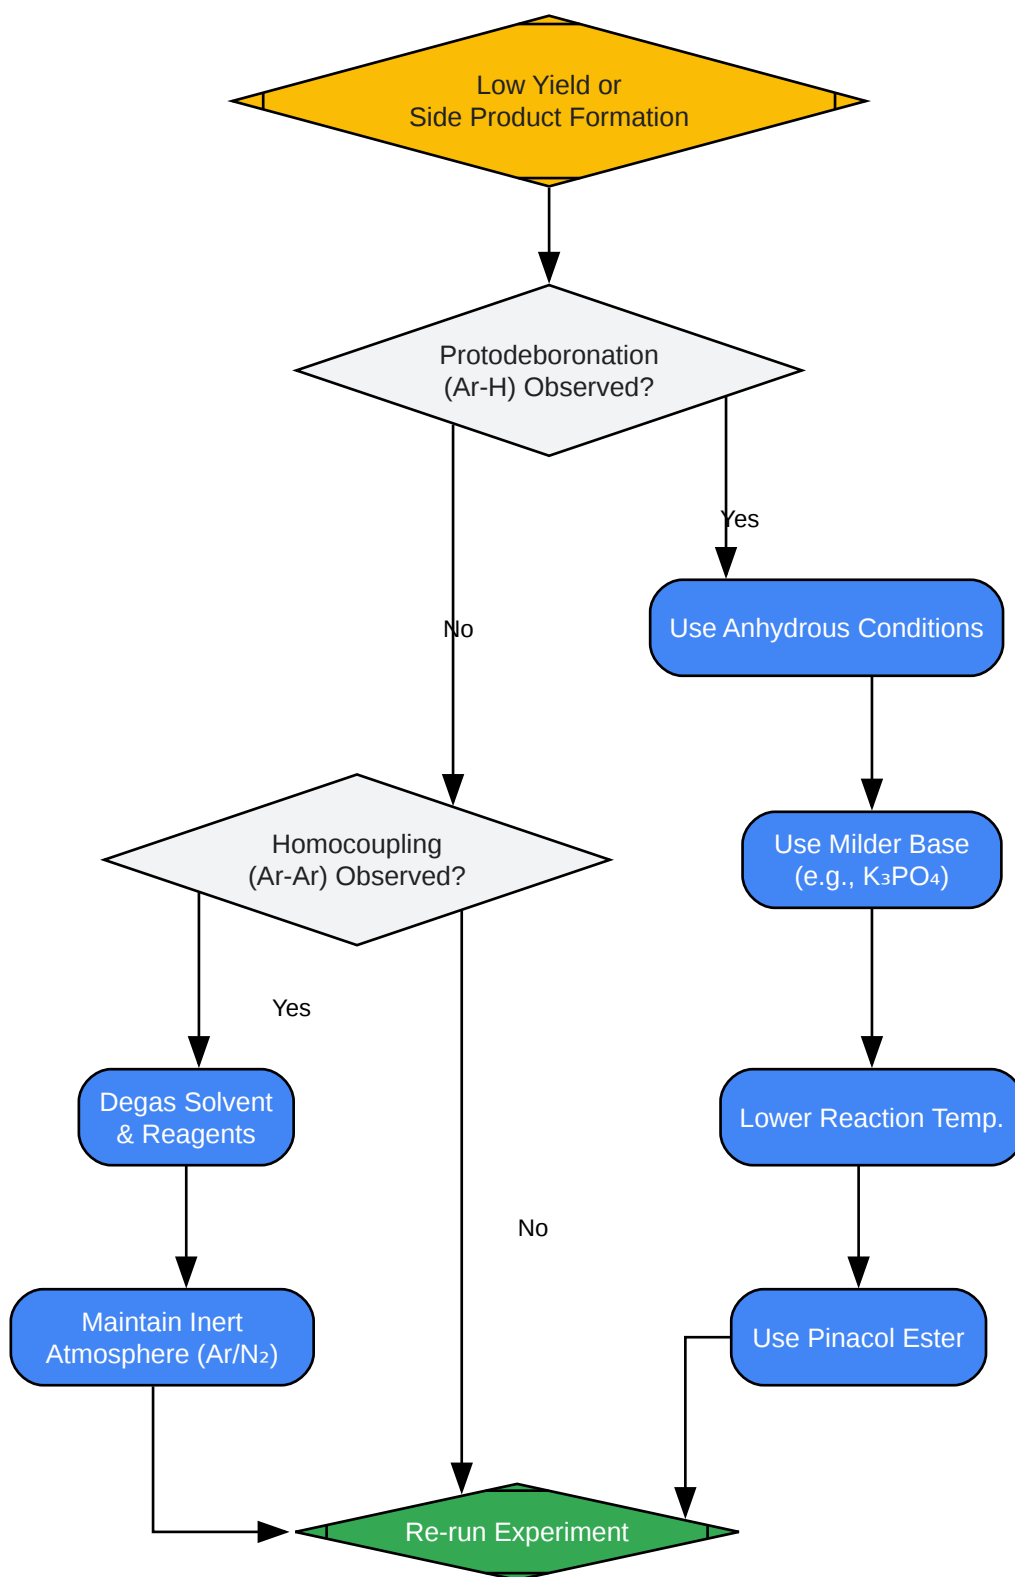 Low Yield or
Side Product Formation
Protodeboronation
(Ar-H) Observed?
Yes
Use Anhydrous Conditions
No
Homocoupling
(Ar-Ar) Observed?
Use Milder Base
(e.g., K₃PO₄)
Yes
Degas Solvent
& Reagents
Lower Reaction Temp.
No
Maintain Inert
Atmosphere (Ar/N₂)
Use Pinacol Ester
Re-run Experiment